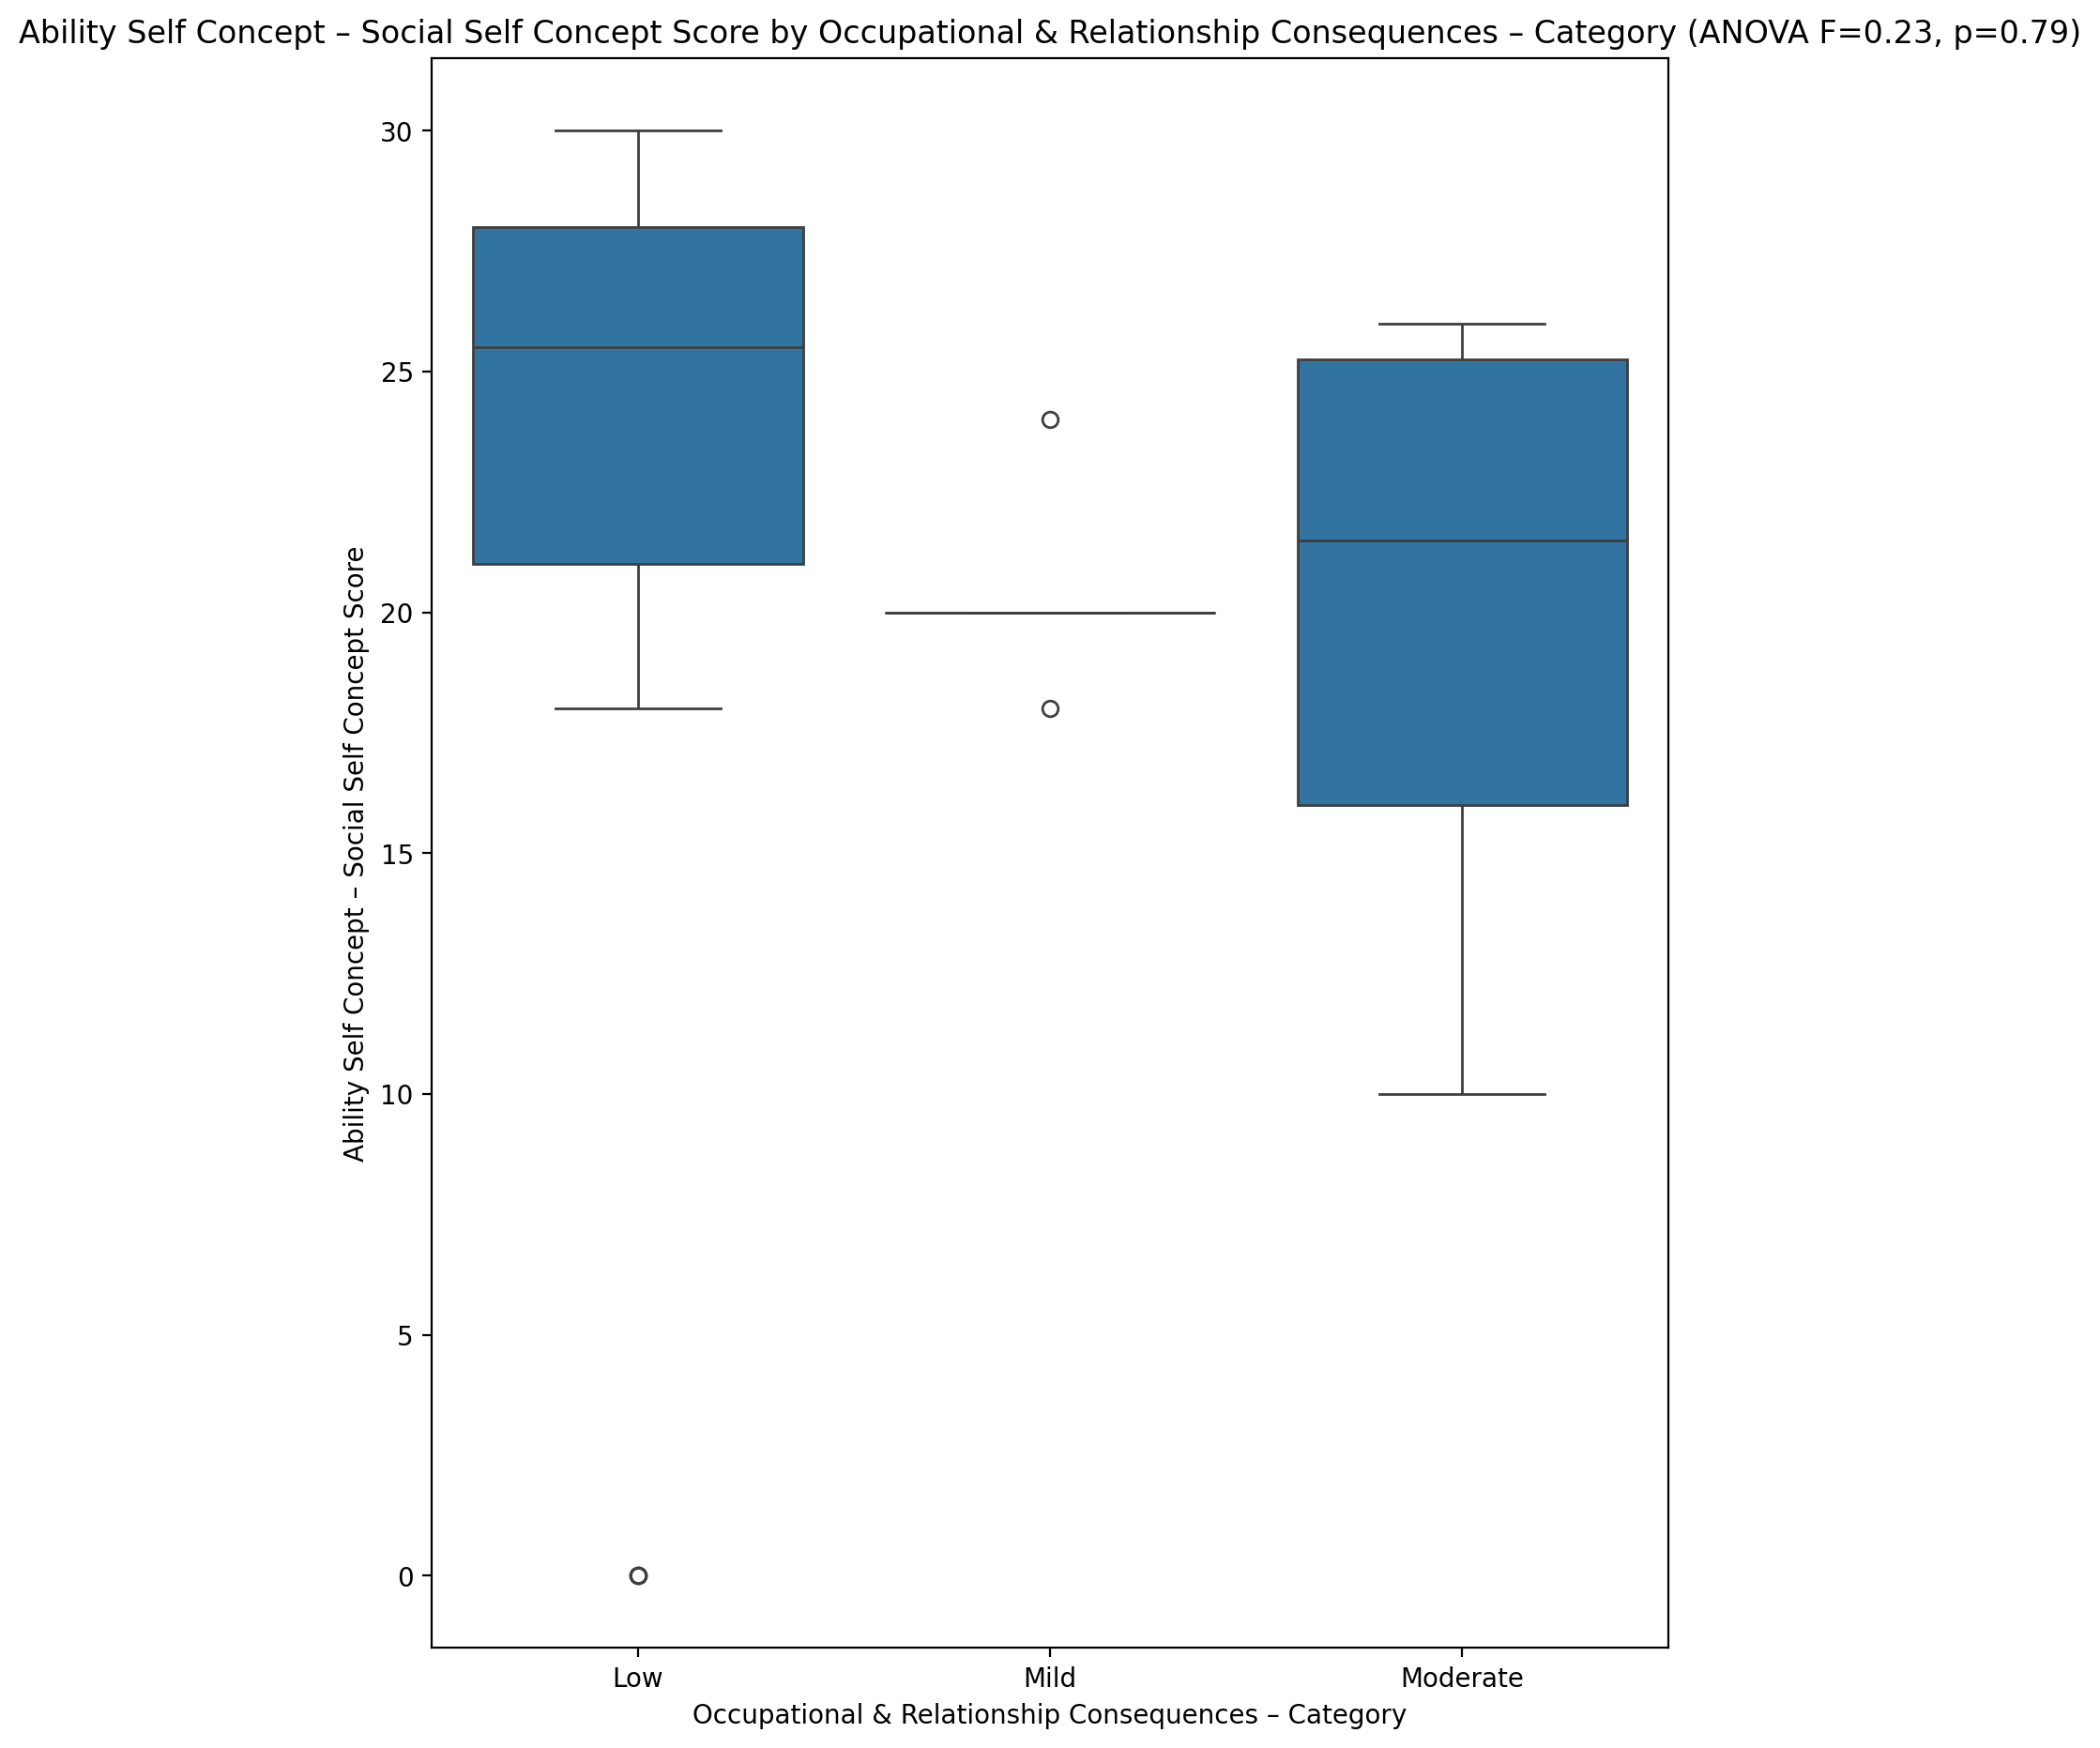 Ability Self Concept – Social Self Concept Score by Occupational & Relationship Consequences – Category (ANOVA F=0.23, p=0.79)
Ability Self Concept – Social Self Concept Score
30
25
20
15
10
5
0
Low
Mild
Moderate
Occupational & Relationship Consequences – Category